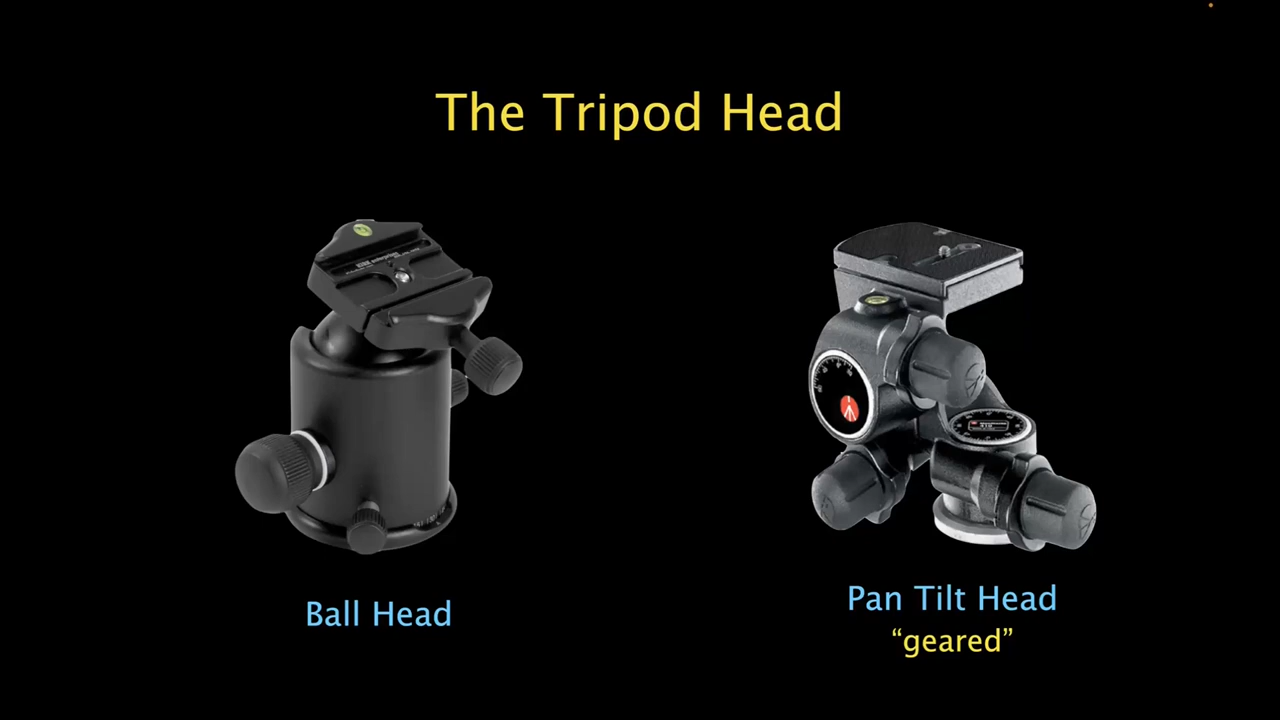 The Tripod Head
Ball Head
Pan Tilt Head
“geared”